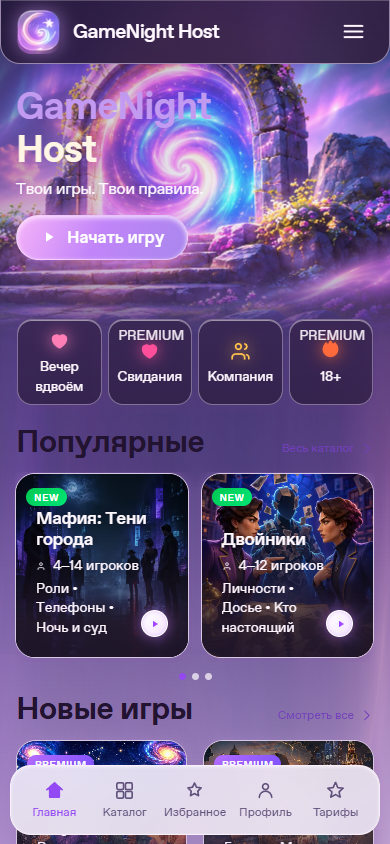 GameNight Host
GameNight
Host
Твои игры. Твои правила.
Начать игру
Вечер
вдвоём
PREMIUM
Свидания
Компания
PREMIUM
18+
Популярные
Весь каталог
NEW
Мафия: Тени
города
4–14 игроков
Роли •
Телефоны •
Ночь и суд
NEW
Двойники
4–12 игроков
Личности •
Досье • Кто
настоящий
Новые игры
Смотреть все
PREMIUM
PREMIUM
Главная
Каталог
Избранное
Профиль
Тарифы